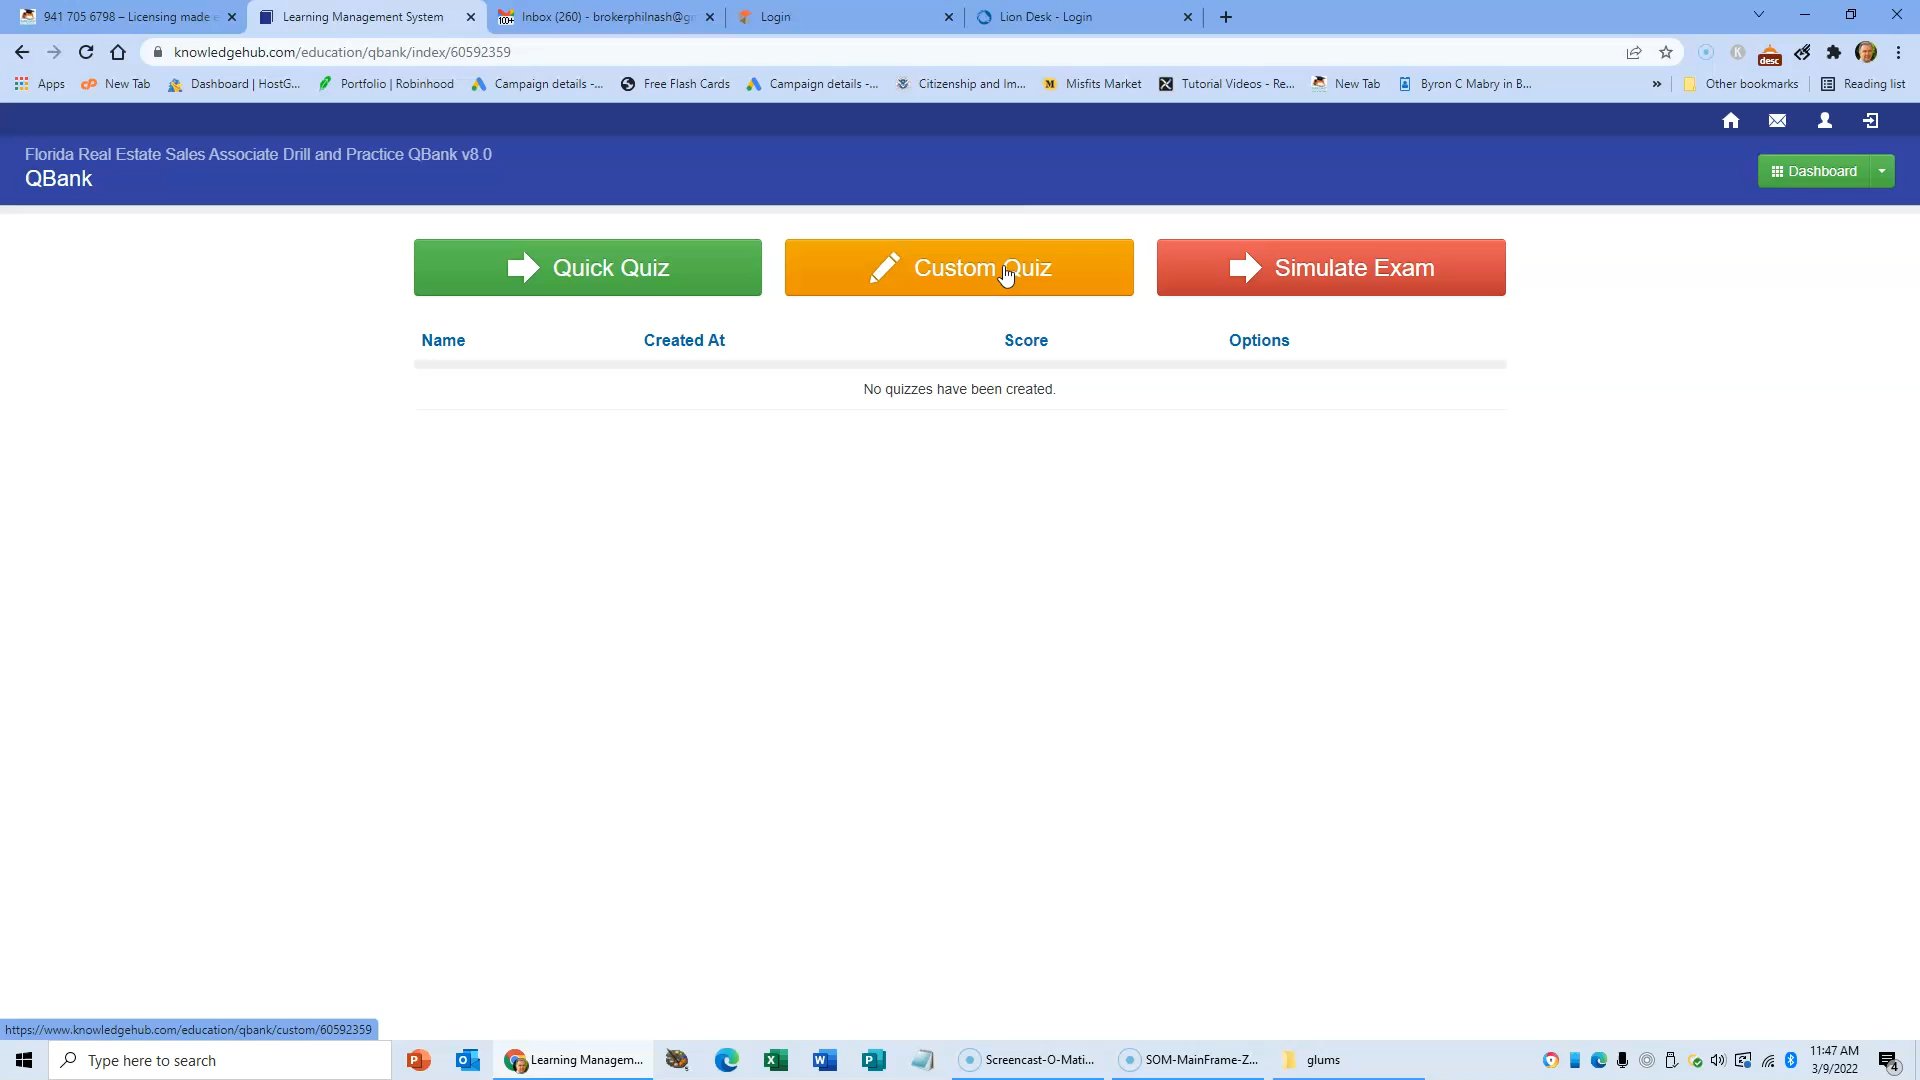 941 705 6798 – Licensing made e
Learning Management System
100+
Inbox (260) - brokerphilnash@gm
Login
Lion Desk - Login
knowledgehub.com/education/qbank/index/60592359
K
desc
Apps
New Tab
Dashboard | HostG...
Portfolio | Robinhood
Campaign details -...
Free Flash Cards
Campaign details -...
Citizenship and Im...
Misfits Market
Tutorial Videos - Re...
New Tab
Byron C Mabry in B...
»
Other bookmarks
Reading list
Florida Real Estate Sales Associate Drill and Practice QBank v8.0
QBank
Dashboard
Quick Quiz
Custom Quiz
Simulate Exam
Name Created At Score Options
No quizzes have been created.
https://www.knowledgehub.com/education/qbank/custom/60592359
Type here to search
Learning Managem...
Screencast-O-Mati...
SOM-MainFrame-Z...
glums
11:47 AM
3/9/2022
4